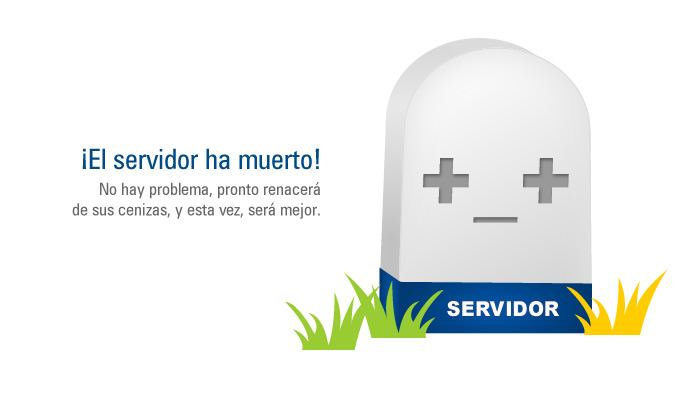 ¡El servidor ha muerto!
No hay problema, pronto renacerá
de sus cenizas, y esta vez, será mejor.
SERVIDOR